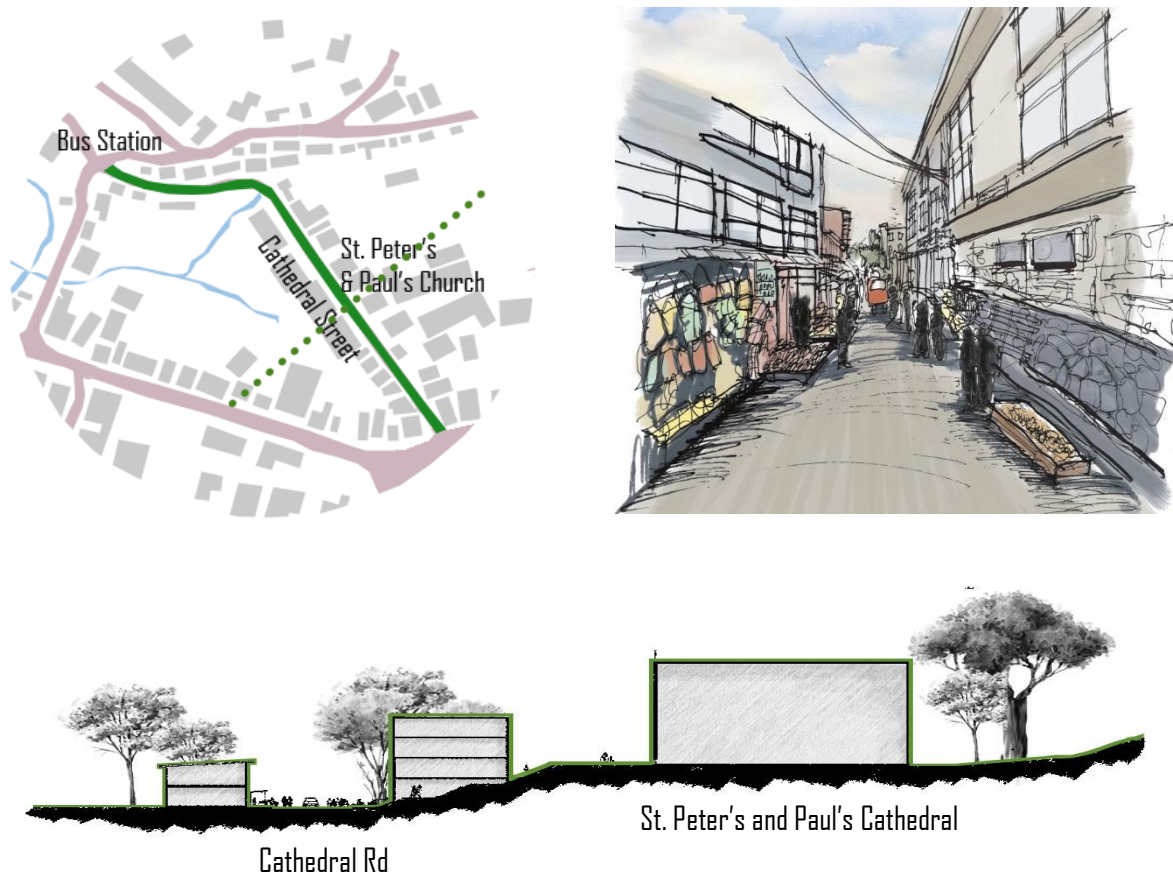 Bus Station
St. Peter's
& Paul's Church
Cathedral Street
St. Peter's and Paul's Cathedral
Cathedral Rd